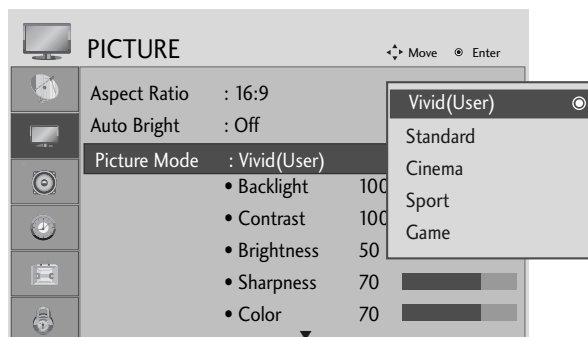 PICTURE
Move Enter
Aspect Ratio : 16:9
Auto Bright : Off
Picture Mode : Vivid(User)
• Backlight 100
• Contrast 100
• Brightness 50
• Sharpness 70
• Color 70
Vivid(User)
Standard
Cinema
Sport
Game